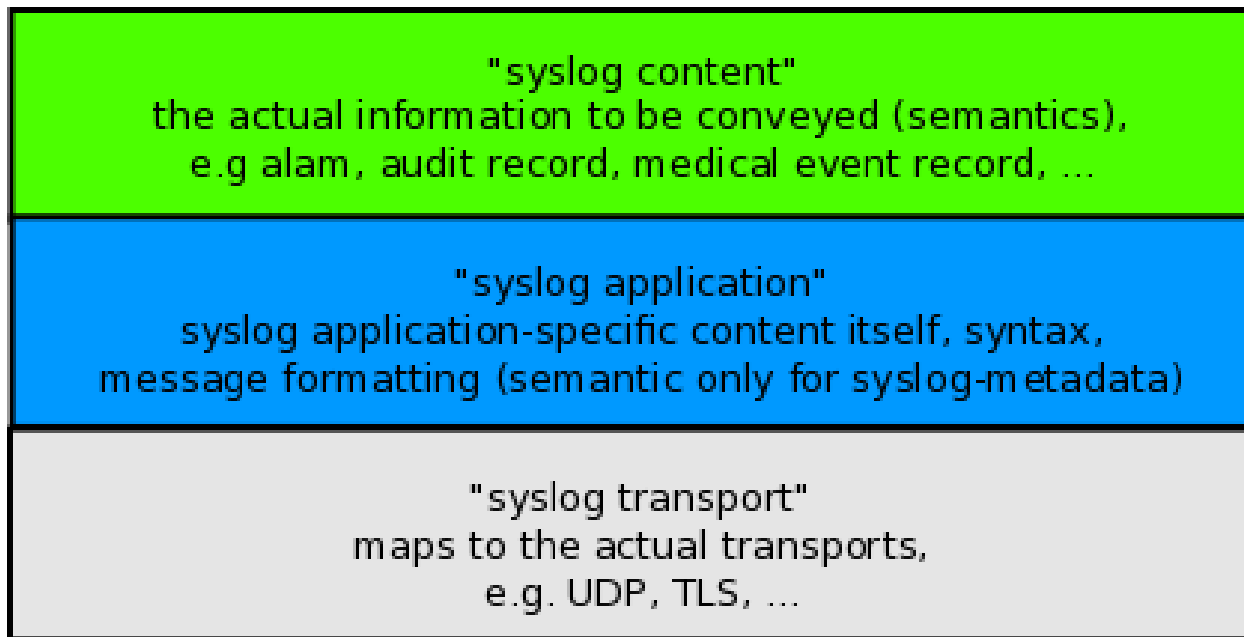 "syslog content"
the actual information to be conveyed (semantics),
e.g alam, audit record, medical event record, ...
"syslog application"
syslog application-specific content itself, syntax,
message formatting (semantic only for syslog-metadata)
"syslog transport"
maps to the actual transports,
e.g. UDP, TLS, ...